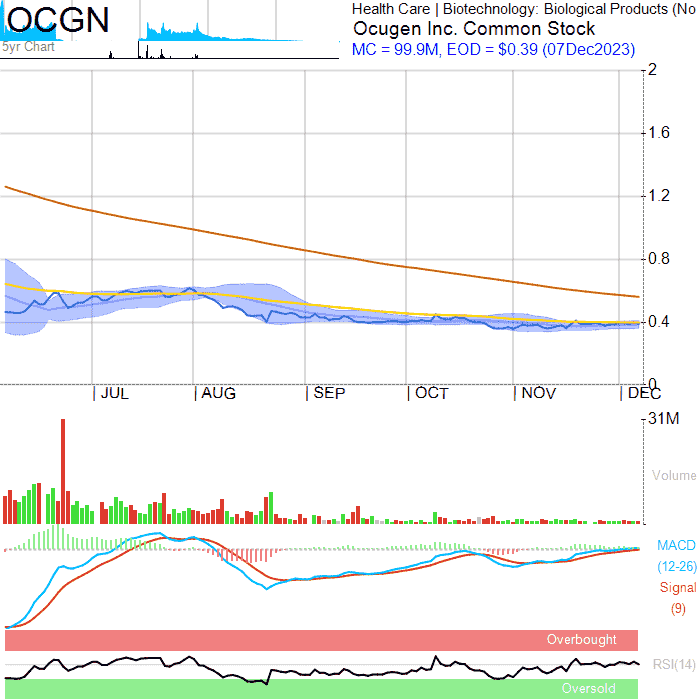 OCGN
5yr Chart
Health Care | Biotechnology: Biological Products (No
Ocugen Inc. Common Stock
MC = 99.9M, EOD = $0.39 (07Dec2023)
2
1.6
1.2
0.8
0.4
0
JUL AUG SEP OCT NOV DEC
31M
Volume
MACD
(12-26)
Signal
(9)
Overbought
RSI(14)
Oversold